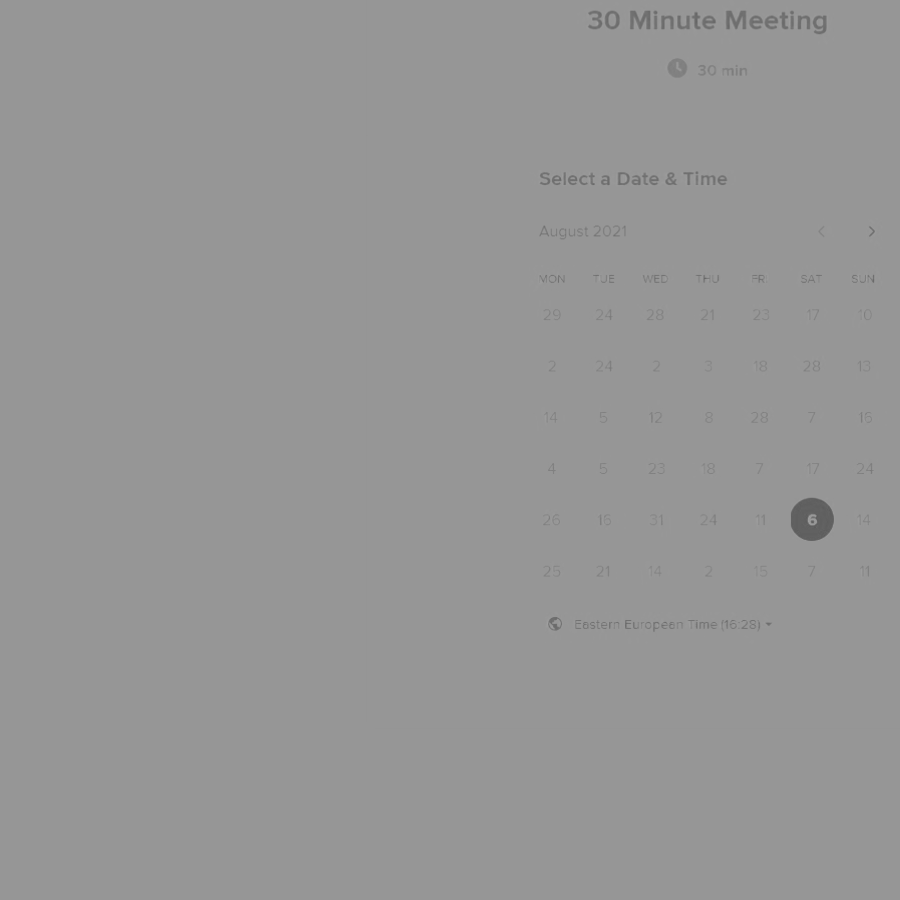 30 Minute Meeting
30 min
Select a Date & Time
August 2021
MON TUE WED THU FRI SAT SUN
29 24 28 21 23 17 10
2 24 2 3 18 28 13
14 5 12 8 28 7 15
4 5 23 18 7 17 24
26 15 31 24 11 6 14
25 21 14 2 15 7 11
Eastern European Time (16:28)